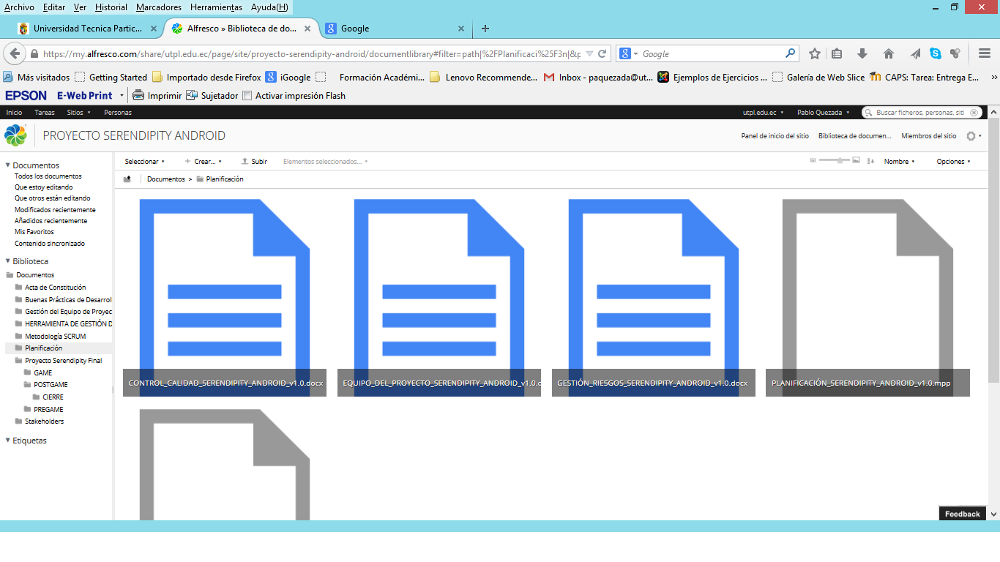 Archivo Editar Ver Historial Marcadores Herramientas Ayuda(H)
Universidad Tecnica Partic... Alfresco » Biblioteca de do... Google
https://my.alfresco.com/share/utpl.edu.ec/page/site/proyecto-serendipity-android/documentlibrary#filter=path|%2FPlanificaci%25F3n|&p Google
Más visitados Getting Started Importado desde Firefox iGoogle Formación Académi... Lenovo Recommende... Inbox - paquezada@ut... Ejemplos de Ejercicios ... Galería de Web Slice CAPS: Tarea: Entrega E... »
EPSON E-Web Print Imprimir Sujetador Activar impresión Flash
Inicio Tareas Sitios Personas utpl.edu.ec Pablo Quezada Buscar ficheros, personas, siti
PROYECTO SERENDIPITY ANDROID Panel de inicio del sitio Biblioteca de documen... Miembros del sitio
Seleccionar Crear... Subir Elementos seleccionados... Nombre Opciones
Documentos > Planificación
Documentos
Todos los documentos
Que estoy editando
Que otros están editando
Modificados recientemente
Añadidos recientemente
Mis Favoritos
Contenido sincronizado
Biblioteca
Documentos
Acta de Constitución
Buenas Prácticas de Desarrol
Gestión del Equipo de Proyec
HERRAMIENTA DE GESTIÓN D
Metodología SCRUM
Planificación
Proyecto Serendipity Final
GAME
POSTGAME
CIERRE
PREGAME
Stakeholders
Etiquetas
CONTROL_CALIDAD_SERENDIPITY_ANDROID_v1.0.docx
EQUIPO_DEL_PROYECTO_SERENDIPITY_ANDROID_v1.0.d
GESTIÓN_RIESGOS_SERENDIPITY_ANDROID_v1.0.docx
PLANIFICACIÓN_SERENDIPITY_ANDROID_v1.0.mpp
Feedback